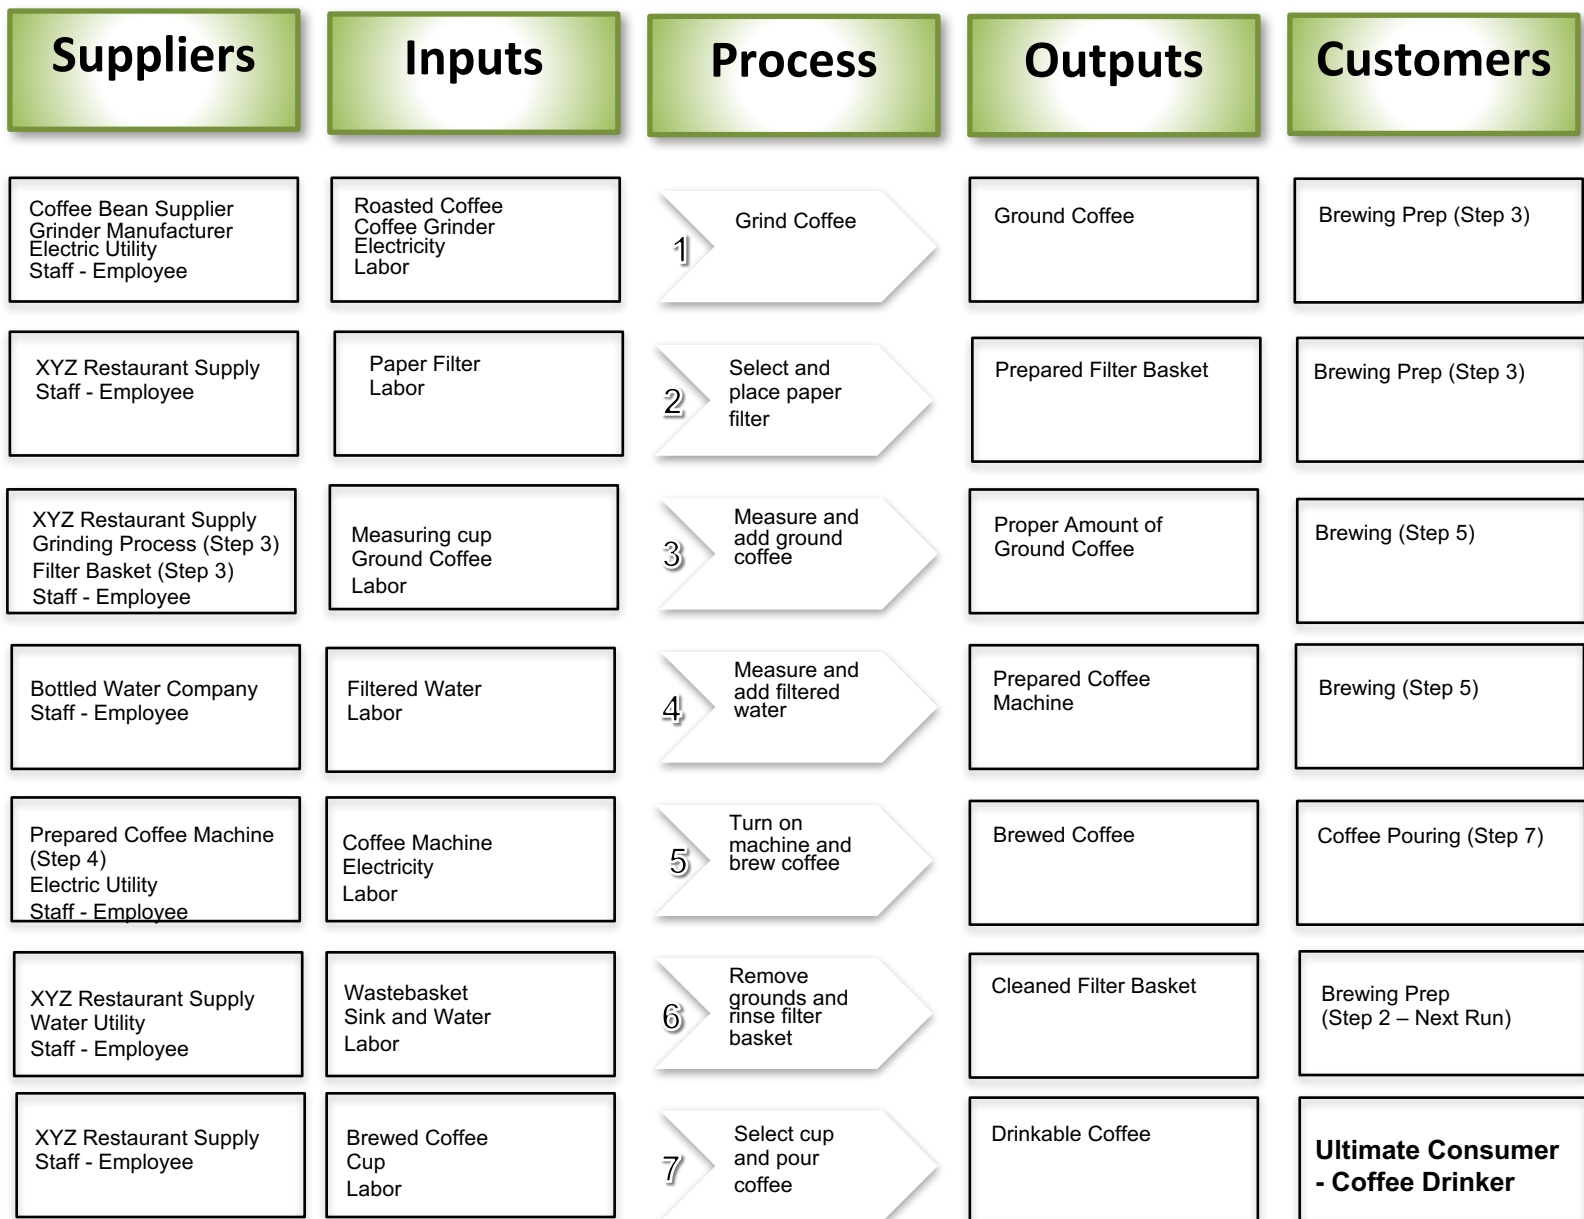 Suppliers
Inputs
Process
Outputs
Customers
Coffee Bean Supplier
Grinder Manufacturer
Electric Utility
Staff - Employee
Roasted Coffee
Coffee Grinder
Electricity
Labor
1
Grind Coffee
Ground Coffee
Brewing Prep (Step 3)
XYZ Restaurant Supply
Staff - Employee
Paper Filter
Labor
2
Select and
place paper
filter
Prepared Filter Basket
Brewing Prep (Step 3)
XYZ Restaurant Supply
Grinding Process (Step 3)
Filter Basket (Step 3)
Staff - Employee
Measuring cup
Ground Coffee
Labor
3
Measure and
add ground
coffee
Proper Amount of
Ground Coffee
Brewing (Step 5)
Bottled Water Company
Staff - Employee
Filtered Water
Labor
4
Measure and
add filtered
water
Prepared Coffee
Machine
Brewing (Step 5)
Prepared Coffee Machine
(Step 4)
Electric Utility
Staff - Employee
Coffee Machine
Electricity
Labor
5
Turn on
machine and
brew coffee
Brewed Coffee
Coffee Pouring (Step 7)
XYZ Restaurant Supply
Water Utility
Staff - Employee
Wastebasket
Sink and Water
Labor
6
Remove
grounds and
rinse filter
basket
Cleaned Filter Basket
Brewing Prep
(Step 2 – Next Run)
XYZ Restaurant Supply
Staff - Employee
Brewed Coffee
Cup
Labor
7
Select cup
and pour
coffee
Drinkable Coffee
Ultimate Consumer
- Coffee Drinker